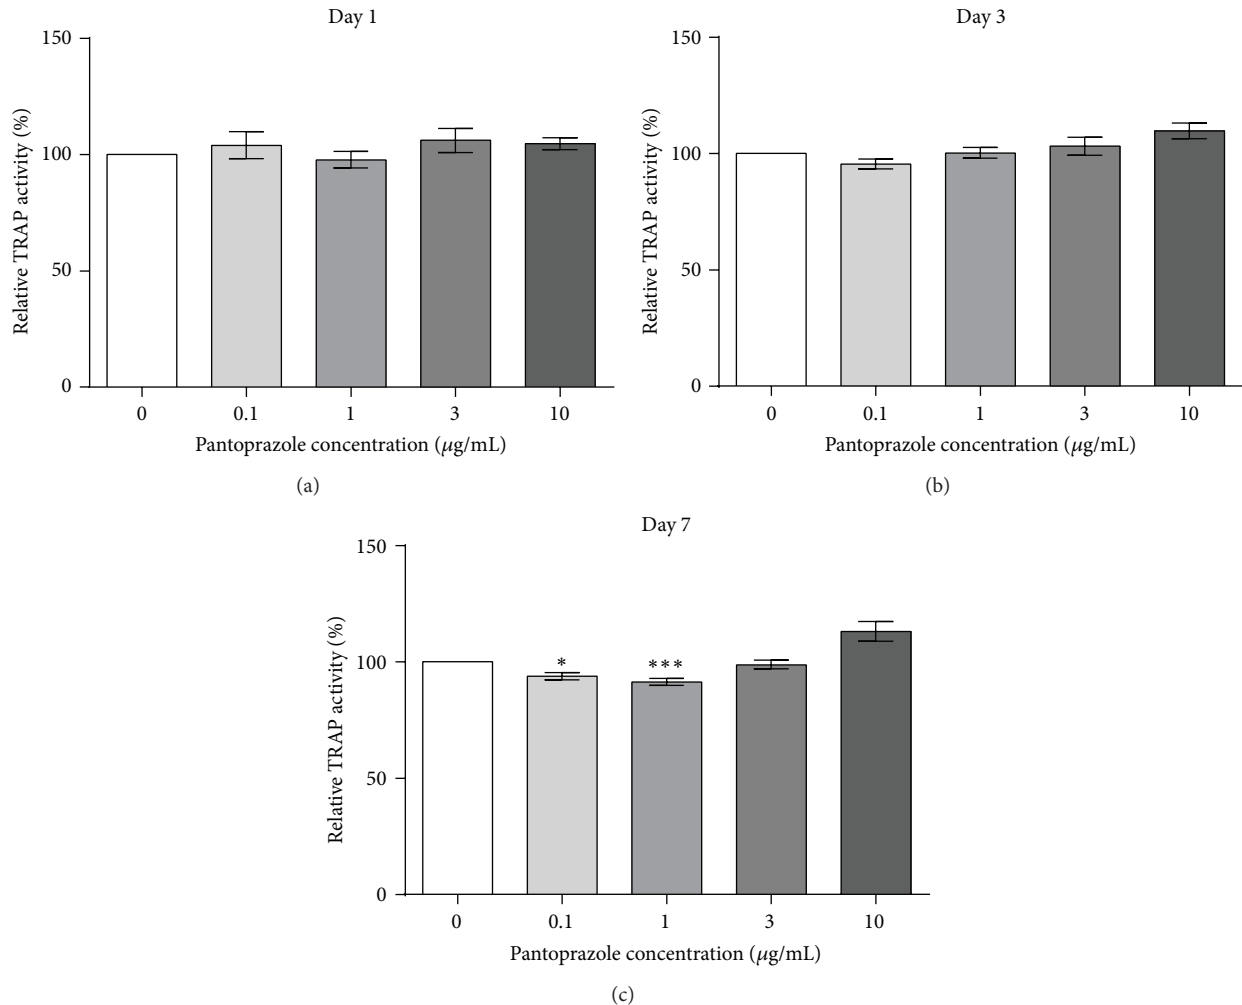 Day 1
150
100
50
0
Relative TRAP activity (%)
0 0.1 1 3 10
Pantoprazole concentration (μg/mL)
(a)
Day 3
150
100
50
0
Relative TRAP activity (%)
0 0.1 1 3 10
Pantoprazole concentration (μg/mL)
(b)
Day 7
150
100
50
0
Relative TRAP activity (%)
* ***
0 0.1 1 3 10
Pantoprazole concentration (μg/mL)
(c)